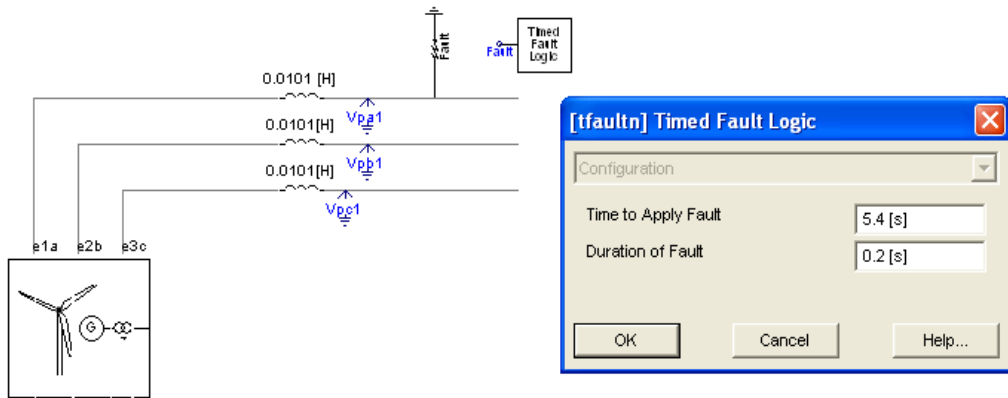 Fault
Fault
Timed
Fault
Logic
0.0101 [H]
Vpa1
0.0101[H]
Vpb1
0.0101[H]
Vpc1
e1a e2b e3c
G
[tfaultn] Timed Fault Logic
Configuration
Time to Apply Fault 5.4 [s]
Duration of Fault 0.2 [s]
OK Cancel Help...